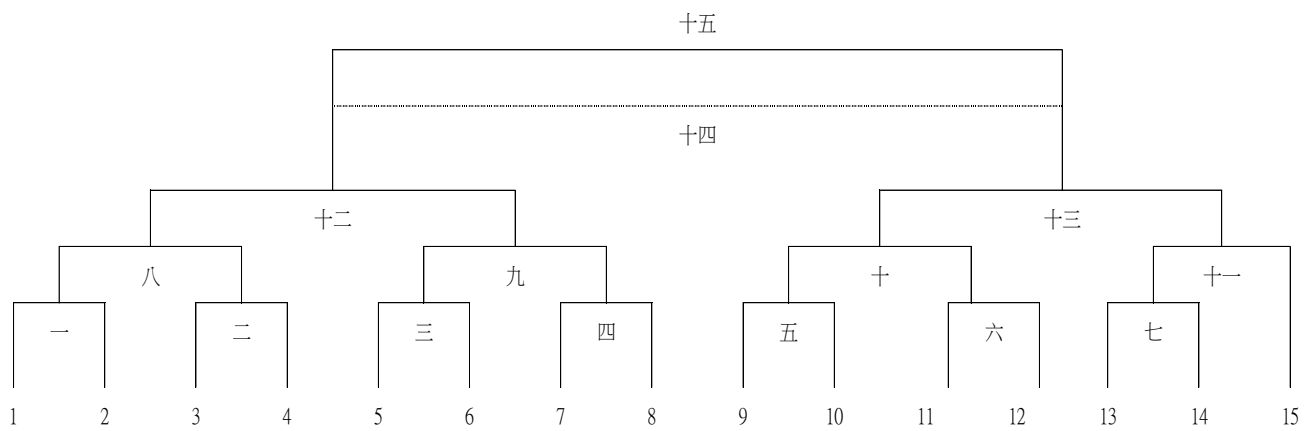 十五
十四
十二 十三
八 九 十 十一
一 二 三 四 五 六 七
1 2 3 4 5 6 7 8 9 10 11 12 13 14 15